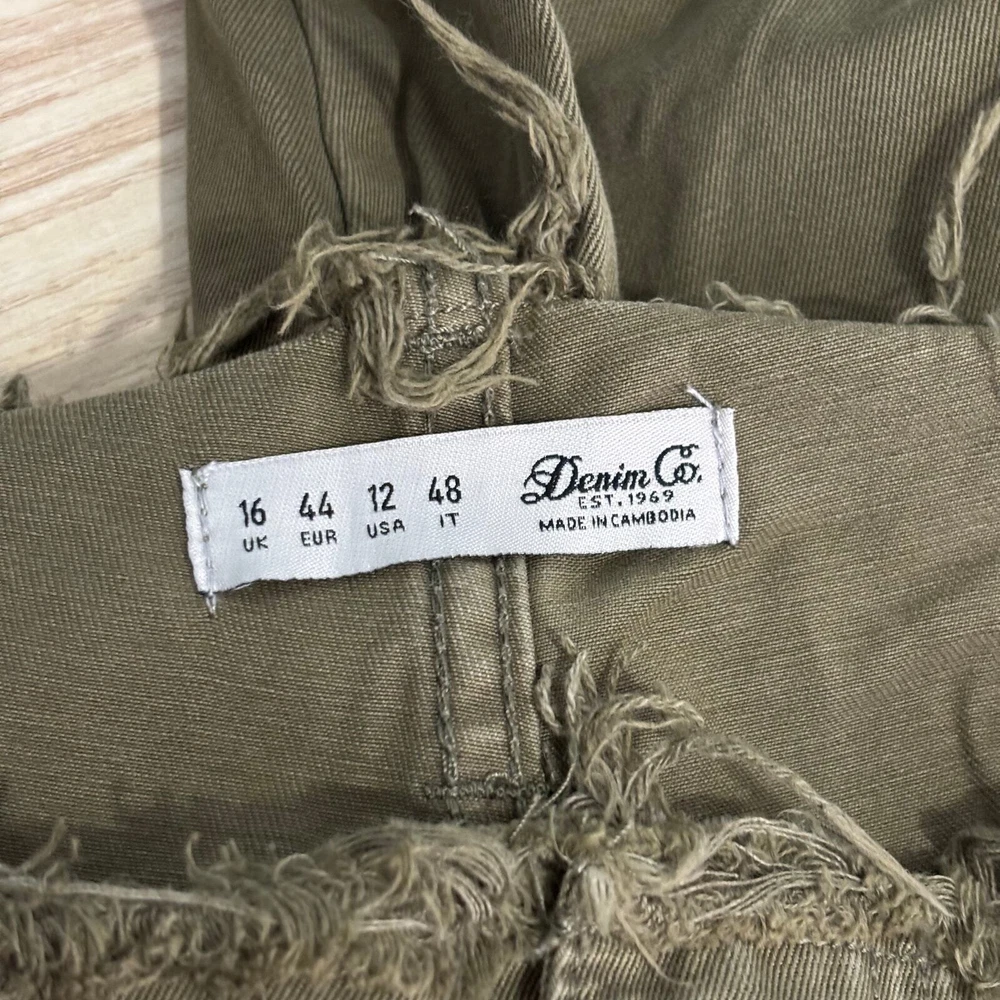 16 44 12 48
UK EUR USA IT
Denim Co.
EST. 1969
MADE IN CAMBODIA